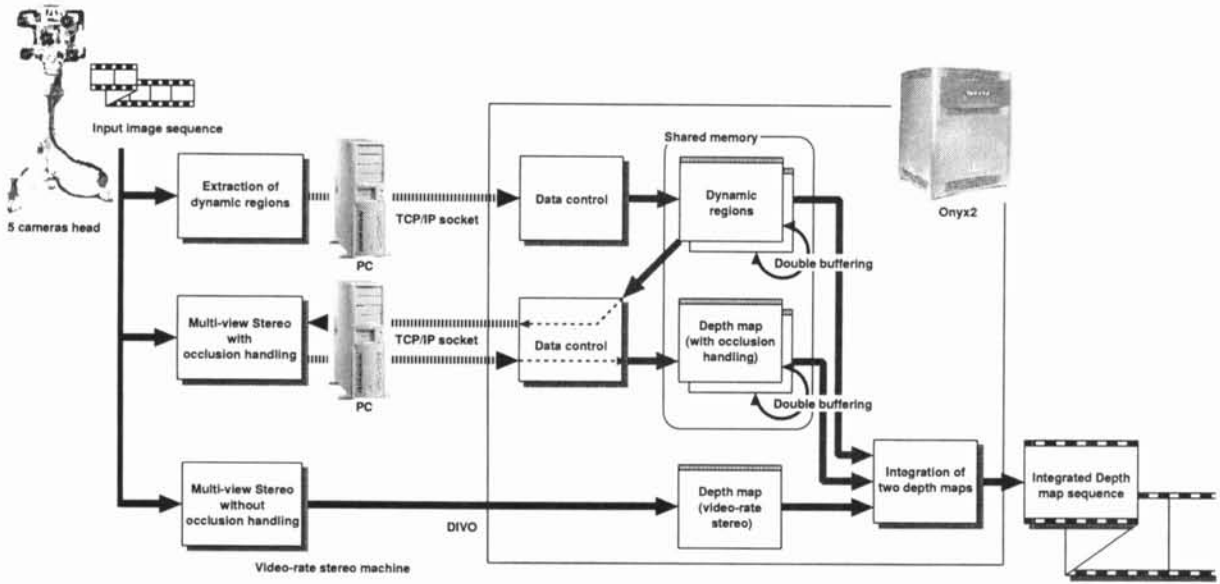 Input image sequence
5 cameras head
Extraction of
dynamic regions
PC
TCP/IP socket
Data control
Shared memory
Dynamic
regions
Double buffering
Onyx2
Multi-view Stereo
with
occlusion handling
PC
TCP/IP socket
Data control
Depth map
(with occlusion
handling)
Double buffering
Multi-view Stereo
without
occlusion handling
Video-rate stereo machine
DIVO
Depth map
(video-rate
stereo)
Integration of
two depth maps
Integrated Depth
map sequence